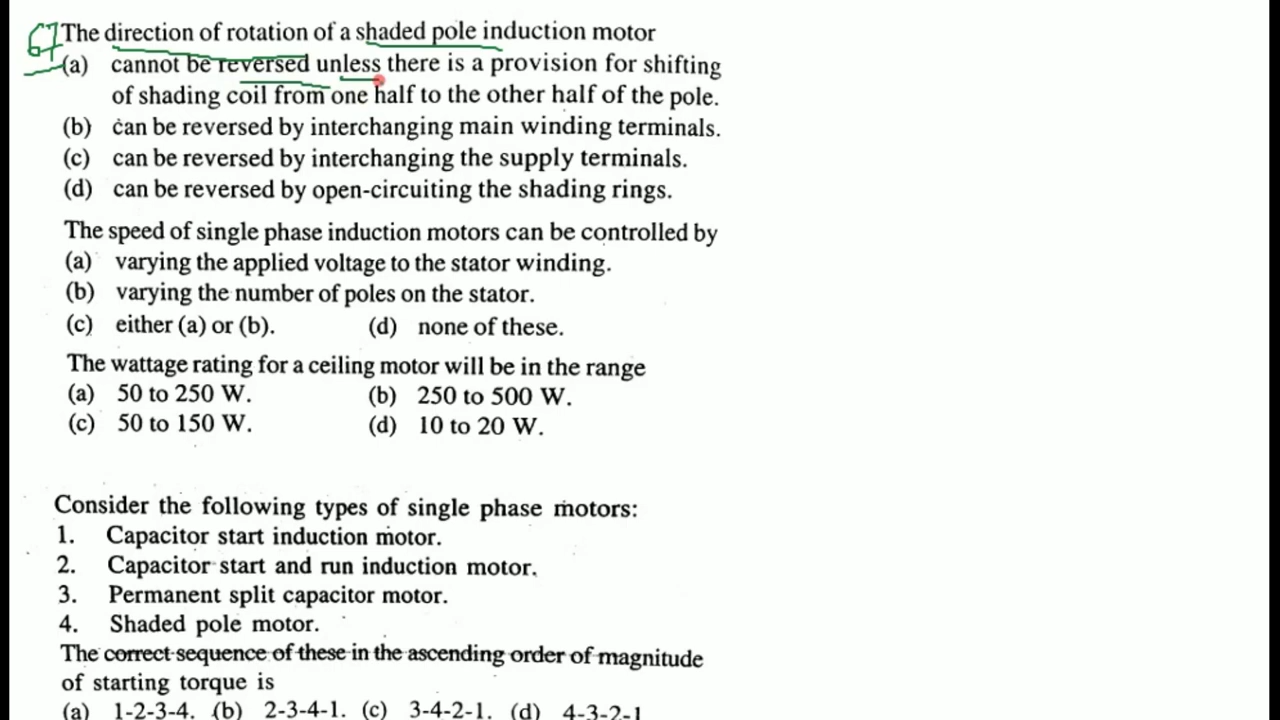 67
The direction of rotation of a shaded pole induction motor
(a) cannot be reversed unless there is a provision for shifting
of shading coil from one half to the other half of the pole.
(b) can be reversed by interchanging main winding terminals.
(c) can be reversed by interchanging the supply terminals.
(d) can be reversed by open-circuiting the shading rings.
The speed of single phase induction motors can be controlled by
(a) varying the applied voltage to the stator winding.
(b) varying the number of poles on the stator.
(c) either (a) or (b). (d) none of these.
The wattage rating for a ceiling motor will be in the range
(a) 50 to 250 W. (b) 250 to 500 W.
(c) 50 to 150 W. (d) 10 to 20 W.
Consider the following types of single phase motors:
1. Capacitor start induction motor.
2. Capacitor start and run induction motor.
3. Permanent split capacitor motor.
4. Shaded pole motor.
The correct sequence of these in the ascending order of magnitude
of starting torque is
(a) 1-2-3-4. (b) 2-3-4-1. (c) 3-4-2-1. (d) 4-3-2-1